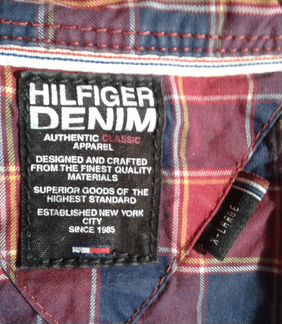 HILFIGER
DENIM
AUTHENTIC CLASSIC
APPAREL
DESIGNED AND CRAFTED
FROM THE FINEST QUALITY
MATERIALS
SUPERIOR GOODS OF THE
HIGHEST STANDARD
ESTABLISHED NEW YORK
CITY
SINCE 1985
X-LARGE